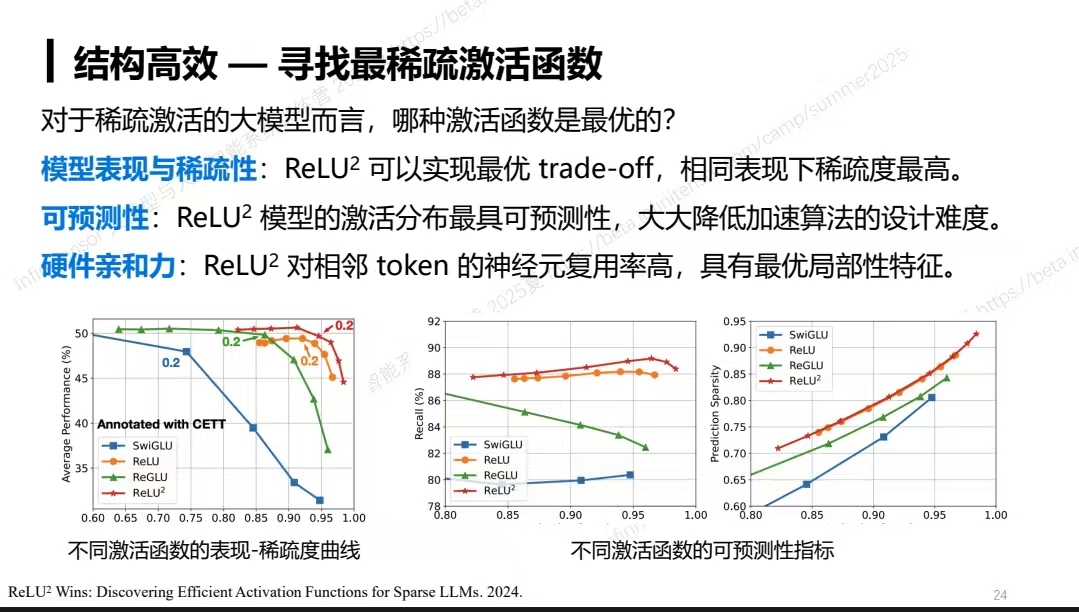 结构高效 — 寻找最稀疏激活函数
对于稀疏激活的大模型而言，哪种激活函数是最优的？
模型表现与稀疏性：ReLU² 可以实现最优 trade-off，相同表现下稀疏度最高。
可预测性：ReLU² 模型的激活分布最具可预测性，大大降低加速算法的设计难度。
硬件亲和力：ReLU² 对相邻 token 的神经元复用率高，具有最优局部性特征。
Average Performance (%)
50
45
40
35
0.2
0.2
0.2
0.2
Annotated with CETT
SwiGLU
ReLU
ReGLU
ReLU²
0.60 0.65 0.70 0.75 0.80 0.85 0.90 0.95 1.00
不同激活函数的表现-稀疏度曲线
Recall (%)
92
90
88
86
84
82
80
78
SwiGLU
ReLU
ReGLU
ReLU²
0.80 0.85 0.90 0.95 1.00
Prediction Sparsity
0.95
0.90
0.85
0.80
0.75
0.70
0.65
0.60
SwiGLU
ReLU
ReGLU
ReLU²
0.80 0.85 0.90 0.95 1.00
不同激活函数的可预测性指标
ReLU² Wins: Discovering Efficient Activation Functions for Sparse LLMs. 2024.
24